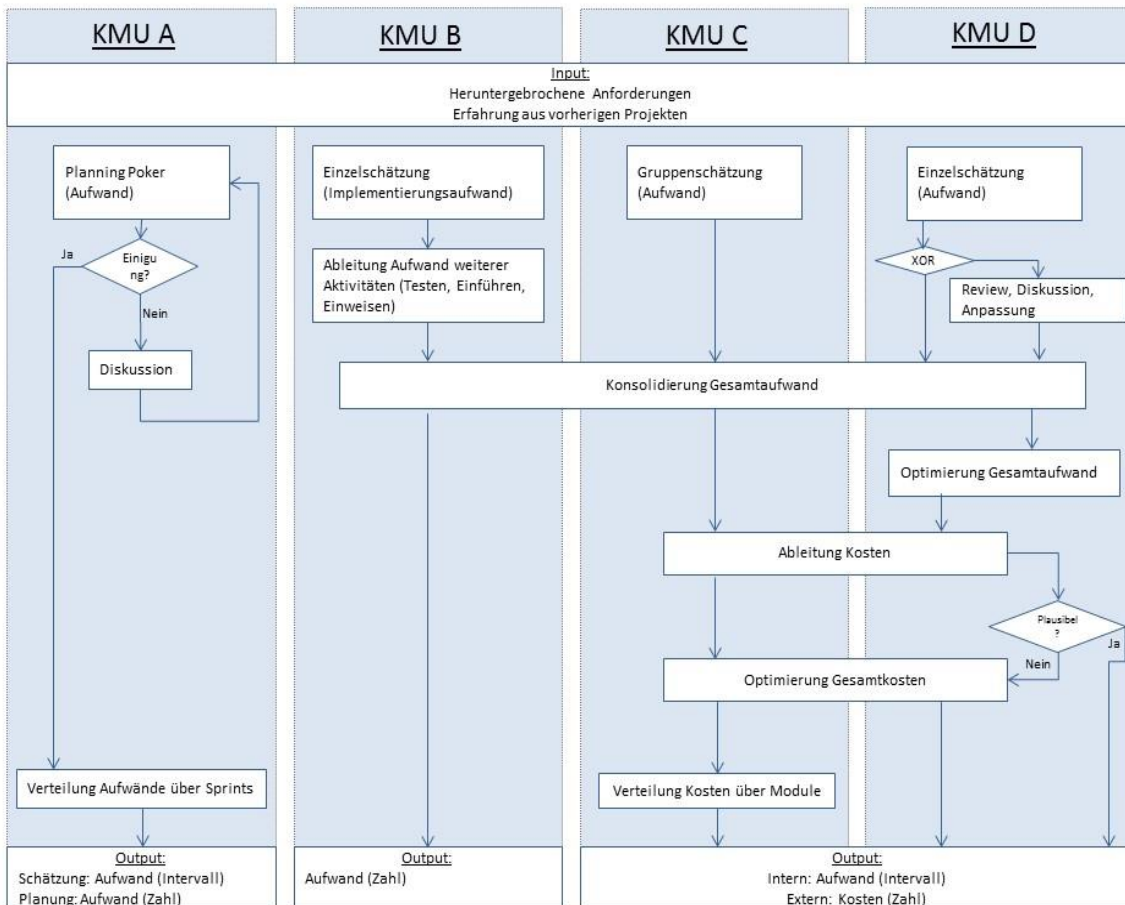 KMU A
KMU B
KMU C
KMU D
Input:
Heruntergebrochene Anforderungen
Erfahrung aus vorherigen Projekten
Planning Poker
(Aufwand)
Ja
Einigu
ng?
Nein
Diskussion
Verteilung Aufwände über Sprints
Output:
Schätzung: Aufwand (Intervall)
Planung: Aufwand (Zahl)
Einzelschätzung
(Implementierungsaufwand)
Ableitung Aufwand weiterer
Aktivitäten (Testen, Einführen,
Einweisen)
Gruppenschätzung
(Aufwand)
Einzelschätzung
(Aufwand)
XOR
Review, Diskussion,
Anpassung
Konsolidierung Gesamtaufwand
Optimierung Gesamtaufwand
Ableitung Kosten
Plausibel
?
Ja
Nein
Optimierung Gesamtkosten
Verteilung Kosten über Module
Output:
Aufwand (Zahl)
Output:
Intern: Aufwand (Intervall)
Extern: Kosten (Zahl)